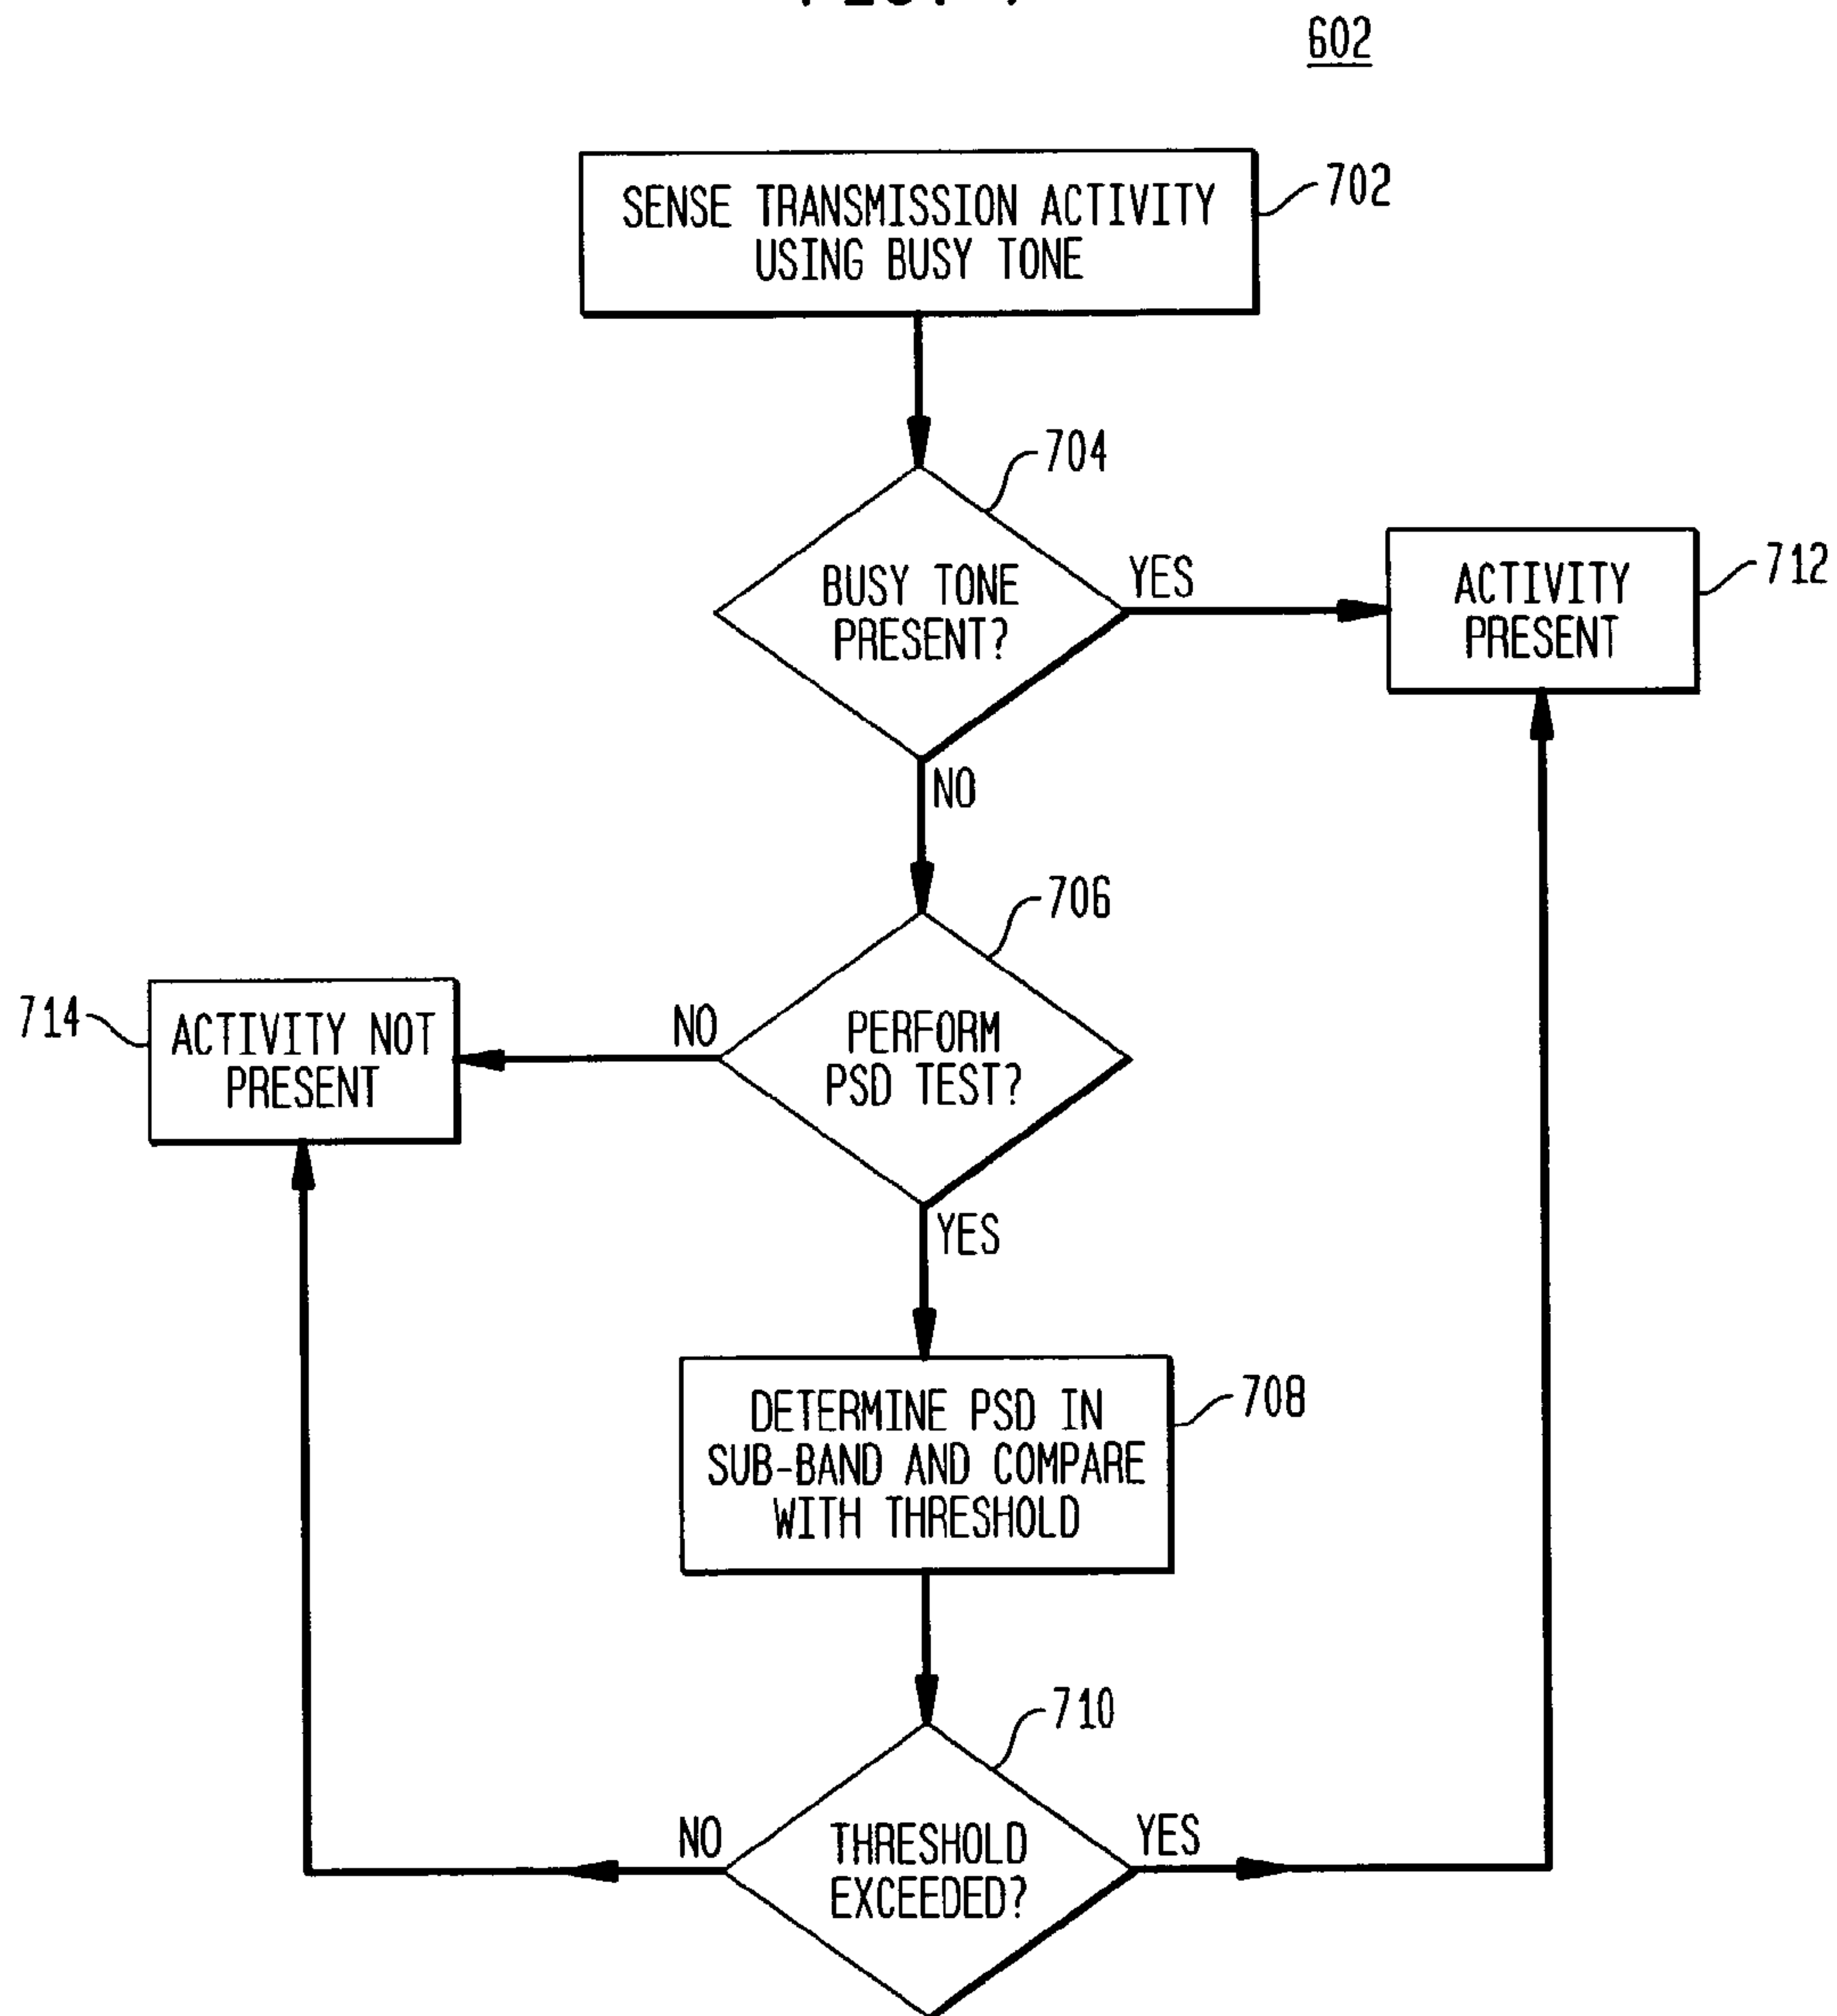 602
SENSE TRANSMISSION ACTIVITY
USING BUSY TONE
702
704
BUSY TONE
PRESENT?
YES
ACTIVITY
PRESENT
712
NO
706
714
ACTIVITY NOT
PRESENT
NO
PERFORM
PSD TEST?
YES
DETERMINE PSD IN
SUB-BAND AND COMPARE
WITH THRESHOLD
708
710
NO
THRESHOLD
EXCEEDED?
YES